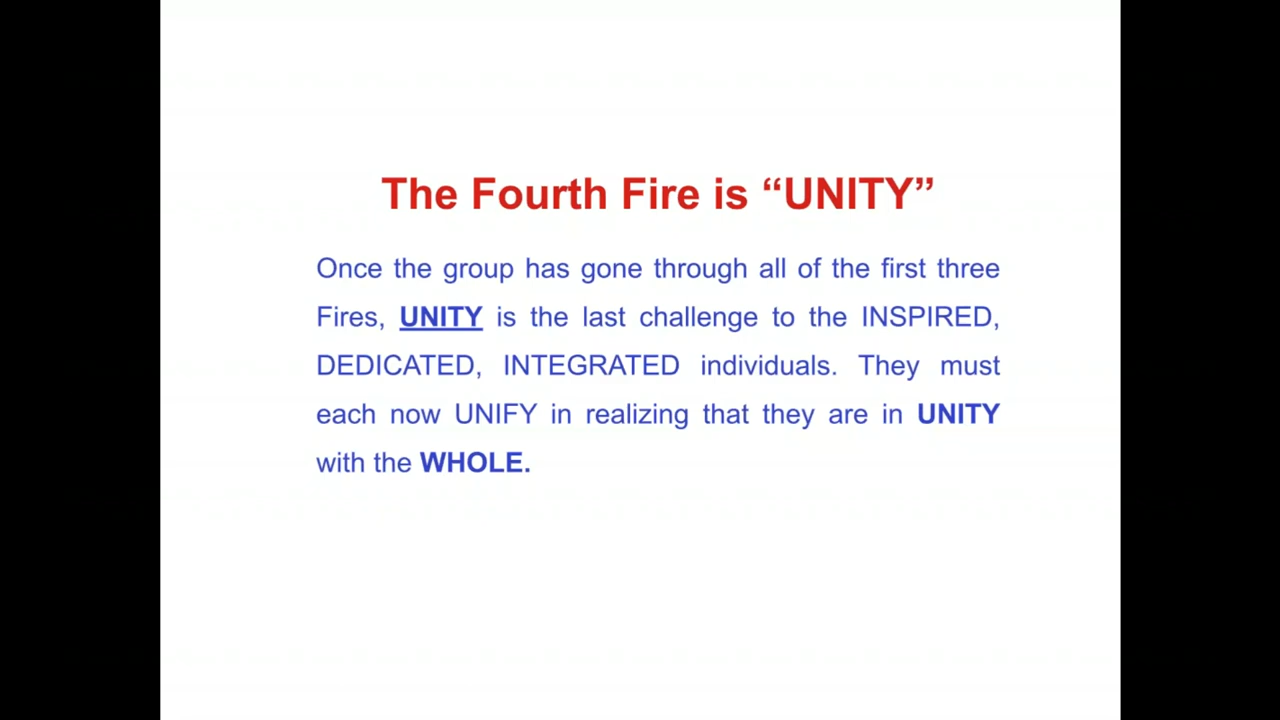 The Fourth Fire is “UNITY”
Once the group has gone through all of the first three
Fires, UNITY is the last challenge to the INSPIRED,
DEDICATED, INTEGRATED individuals. They must
each now UNIFY in realizing that they are in UNITY
with the WHOLE.